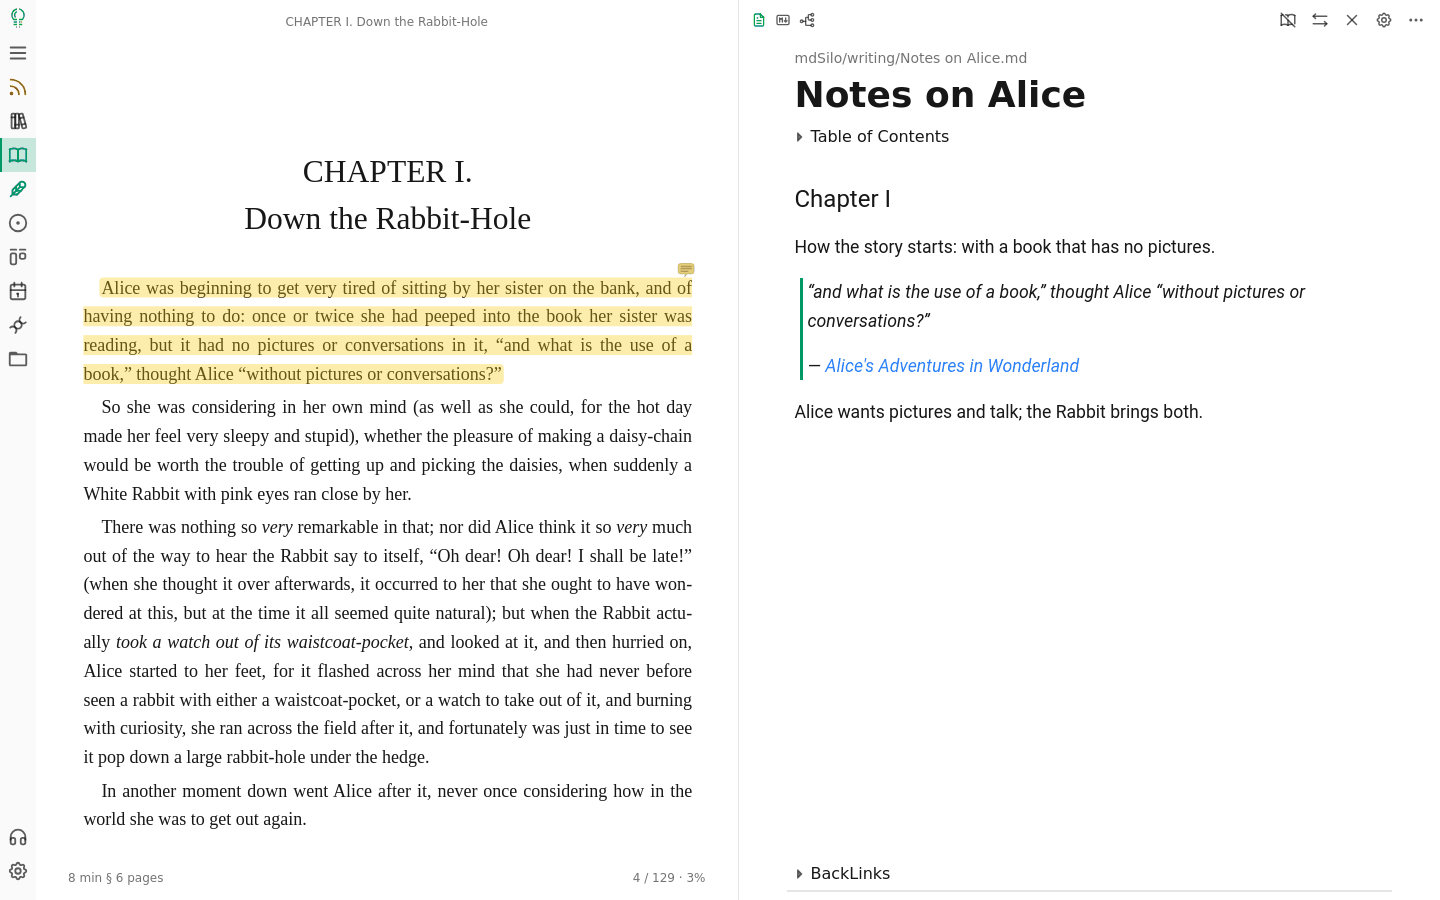 CHAPTER I. Down the Rabbit-Hole
CHAPTER I.
Down the Rabbit-Hole
Alice was beginning to get very tired of sitting by her sister on the bank, and of
having nothing to do: once or twice she had peeped into the book her sister was
reading, but it had no pictures or conversations in it, “and what is the use of a
book,” thought Alice “without pictures or conversations?”
So she was considering in her own mind (as well as she could, for the hot day
made her feel very sleepy and stupid), whether the pleasure of making a daisy-chain
would be worth the trouble of getting up and picking the daisies, when suddenly a
White Rabbit with pink eyes ran close by her.
There was nothing so very remarkable in that; nor did Alice think it so very much
out of the way to hear the Rabbit say to itself, “Oh dear! Oh dear! I shall be late!”
(when she thought it over afterwards, it occurred to her that she ought to have won-
dered at this, but at the time it all seemed quite natural); but when the Rabbit actu-
ally took a watch out of its waistcoat-pocket, and looked at it, and then hurried on,
Alice started to her feet, for it flashed across her mind that she had never before
seen a rabbit with either a waistcoat-pocket, or a watch to take out of it, and burning
with curiosity, she ran across the field after it, and fortunately was just in time to see
it pop down a large rabbit-hole under the hedge.
In another moment down went Alice after it, never once considering how in the
world she was to get out again.
8 min § 6 pages
4 / 129 · 3%
mdSilo/writing/Notes on Alice.md
Notes on Alice
Table of Contents
Chapter I
How the story starts: with a book that has no pictures.
“and what is the use of a book,” thought Alice “without pictures or
conversations?”
— Alice's Adventures in Wonderland
Alice wants pictures and talk; the Rabbit brings both.
BackLinks